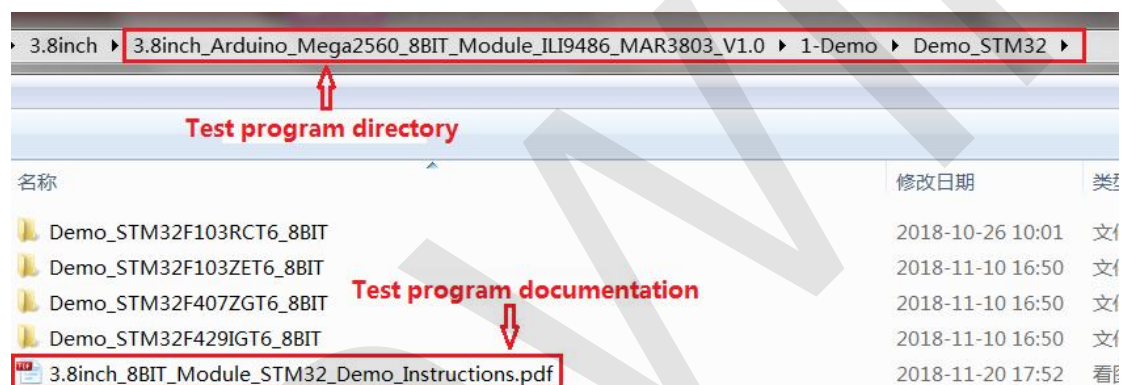 3.8inch ▸ 3.8inch_Arduino_Mega2560_8BIT_Module_ILI9486_MAR3803_V1.0 ▸ 1-Demo ▸ Demo_STM32 ▸
Test program directory
名称 修改日期
Demo_STM32F103RCT6_8BIT 2018-10-26 10:01
Demo_STM32F103ZET6_8BIT 2018-11-10 16:50
Demo_STM32F407ZGT6_8BIT 2018-11-10 16:50
Test program documentation
Demo_STM32F429IGT6_8BIT 2018-11-10 16:50
3.8inch_8BIT_Module_STM32_Demo_Instructions.pdf 2018-11-20 17:52